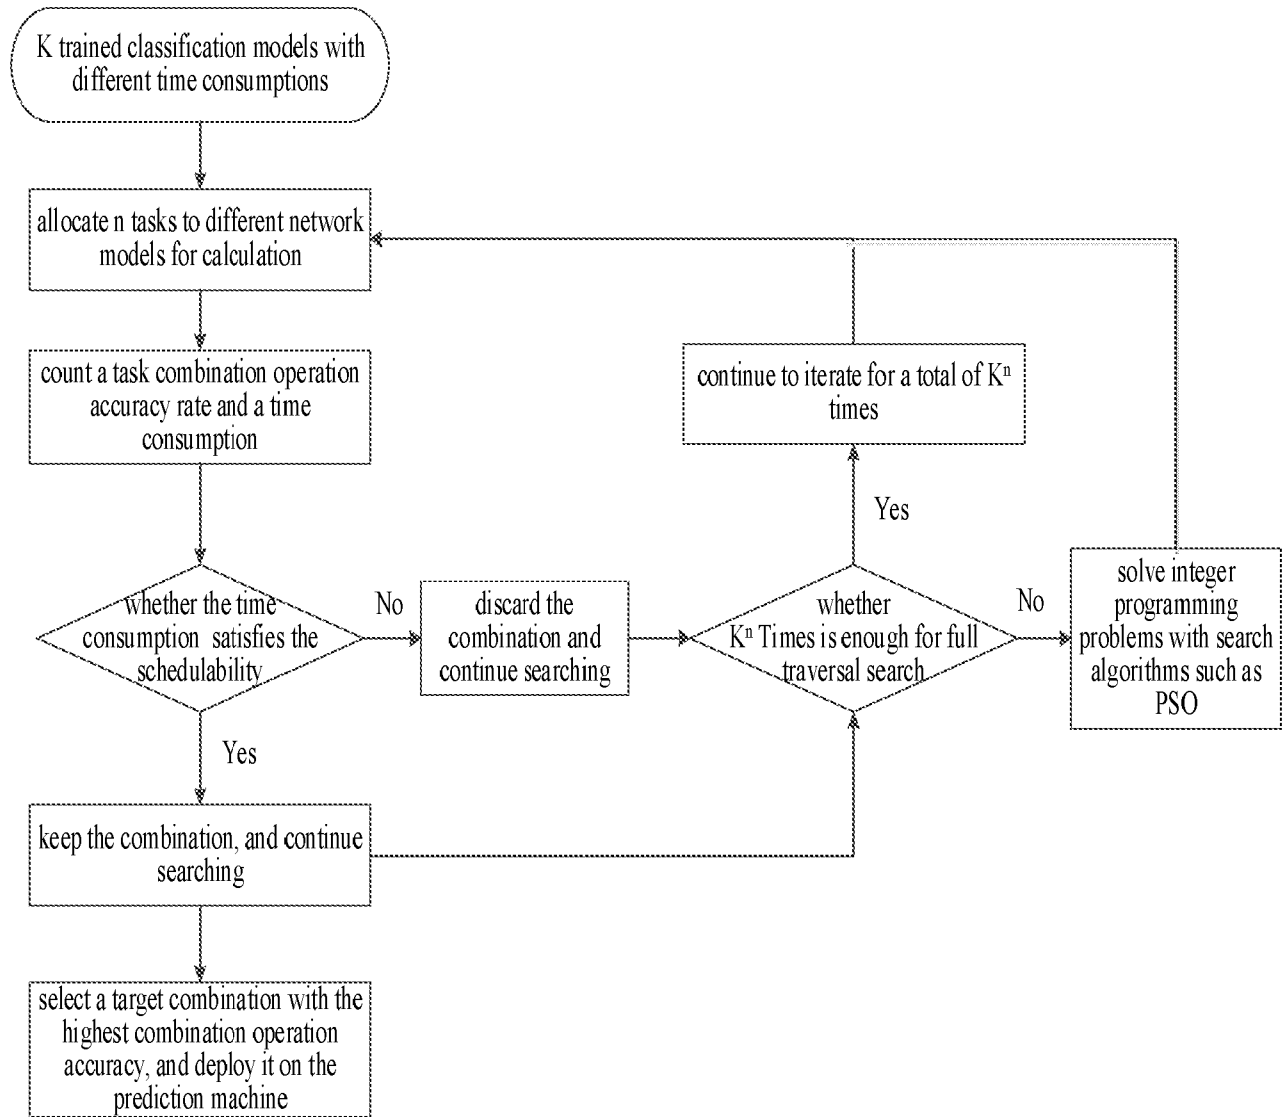 K trained classification models with
different time consumptions
allocate n tasks to different network
models for calculation
count a task combination operation
accuracy rate and a time
consumption
continue to iterate for a total of Kⁿ
times
Yes
whether the time
consumption satisfies the
schedulability
No
discard the
combination and
continue searching
whether
Kⁿ Times is enough for full
traversal search
No
solve integer
programming
problems with search
algorithms such as
PSO
Yes
keep the combination, and continue
searching
select a target combination with the
highest combination operation
accuracy, and deploy it on the
prediction machine